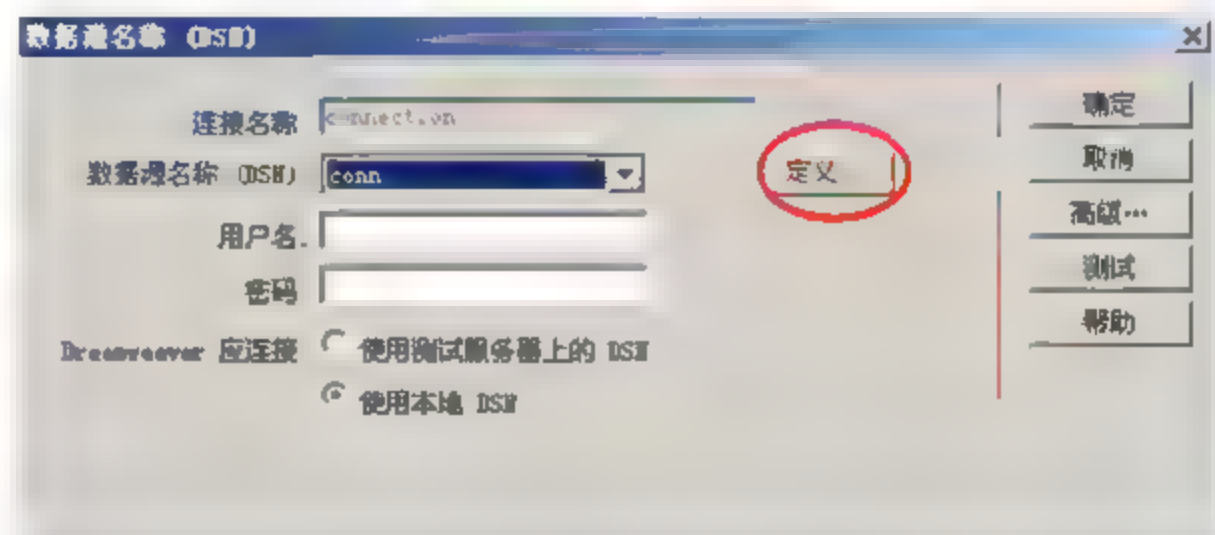 数据源名称 (DSN)
连接名称 connection
数据源名称 (DSN) conn 定义
用户名.
密码
Dreamweaver 应连接 使用测试服务器上的 DSN
使用本地 DSN
确定
取消
高级…
测试
帮助